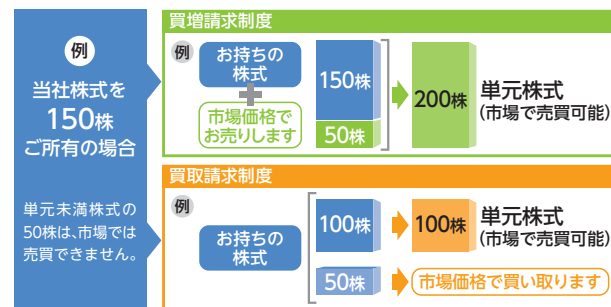 例
当社株式を
150株
ご所有の場合
単元未満株式の
50株は、市場では
売買できません。
買増請求制度
例
お持ちの
株式
市場価格で
お売りします
150株
50株
200株
単元株式
(市場で売買可能)
買取請求制度
例
お持ちの
株式
100株
50株
100株
単元株式
(市場で売買可能)
市場価格で買い取ります